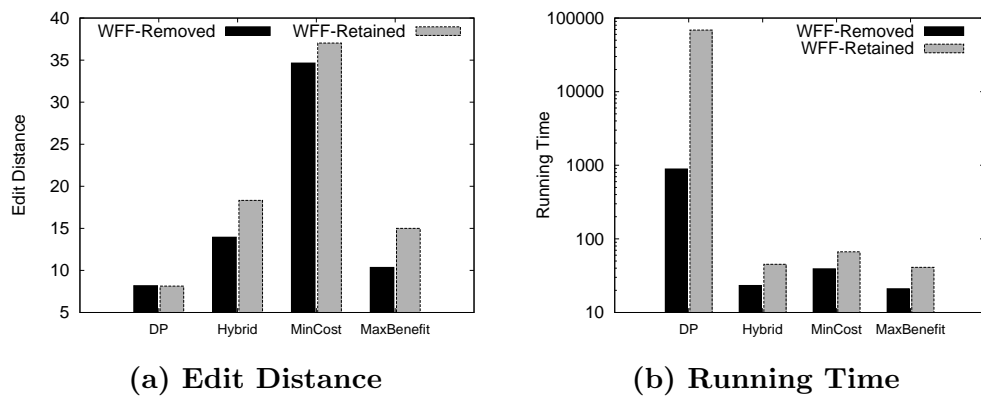 WFF-Removed WFF-Retained
40
35
30
25
20
15
10
5
Edit Distance
DP Hybrid MinCost MaxBenefit
(a) Edit Distance
WFF-Removed
WFF-Retained
100000
10000
1000
100
10
Running Time
DP Hybrid MinCost MaxBenefit
(b) Running Time